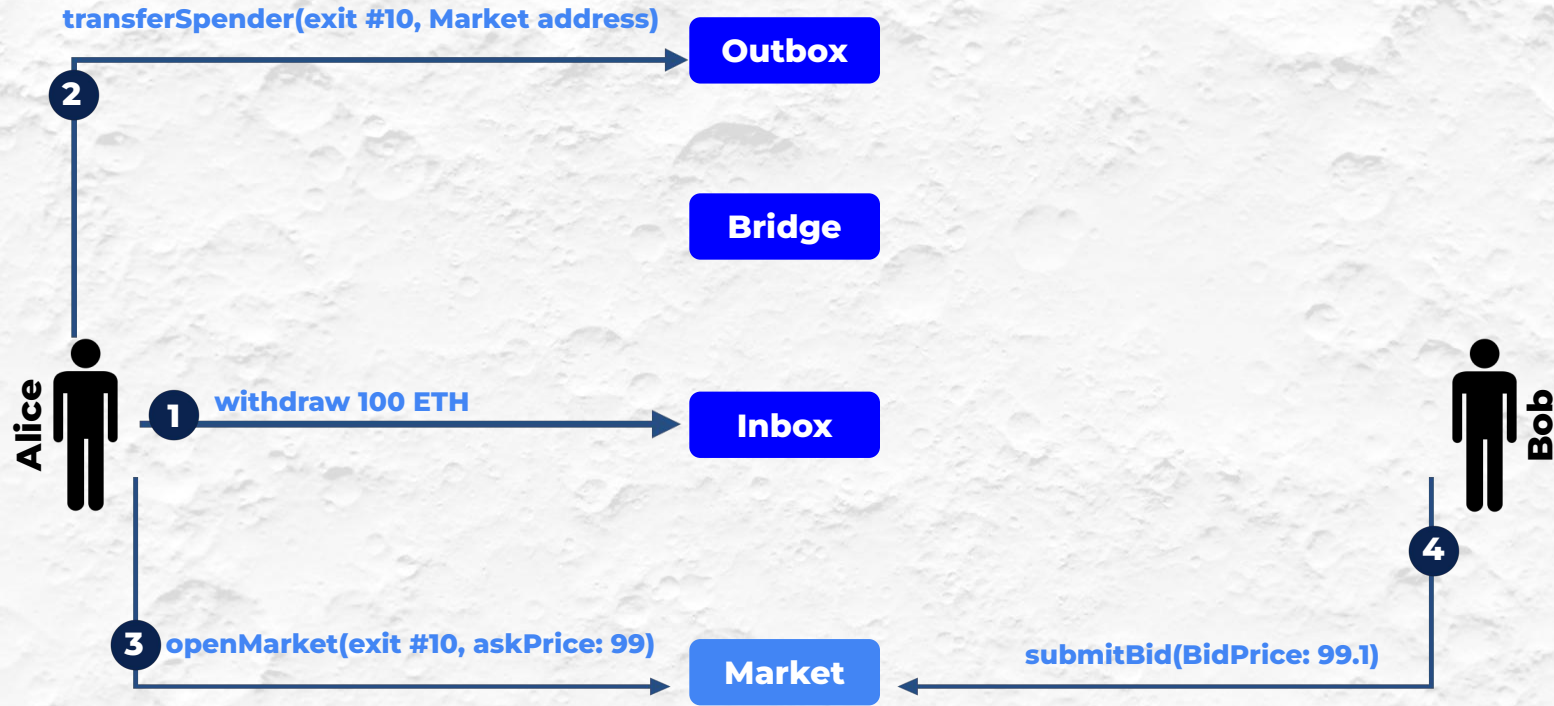 transferSpender(exit #10, Market address)
Outbox
2
Bridge
Alice
1
withdraw 100 ETH
Inbox
Bob
4
3
openMarket(exit #10, askPrice: 99)
Market
submitBid(BidPrice: 99.1)